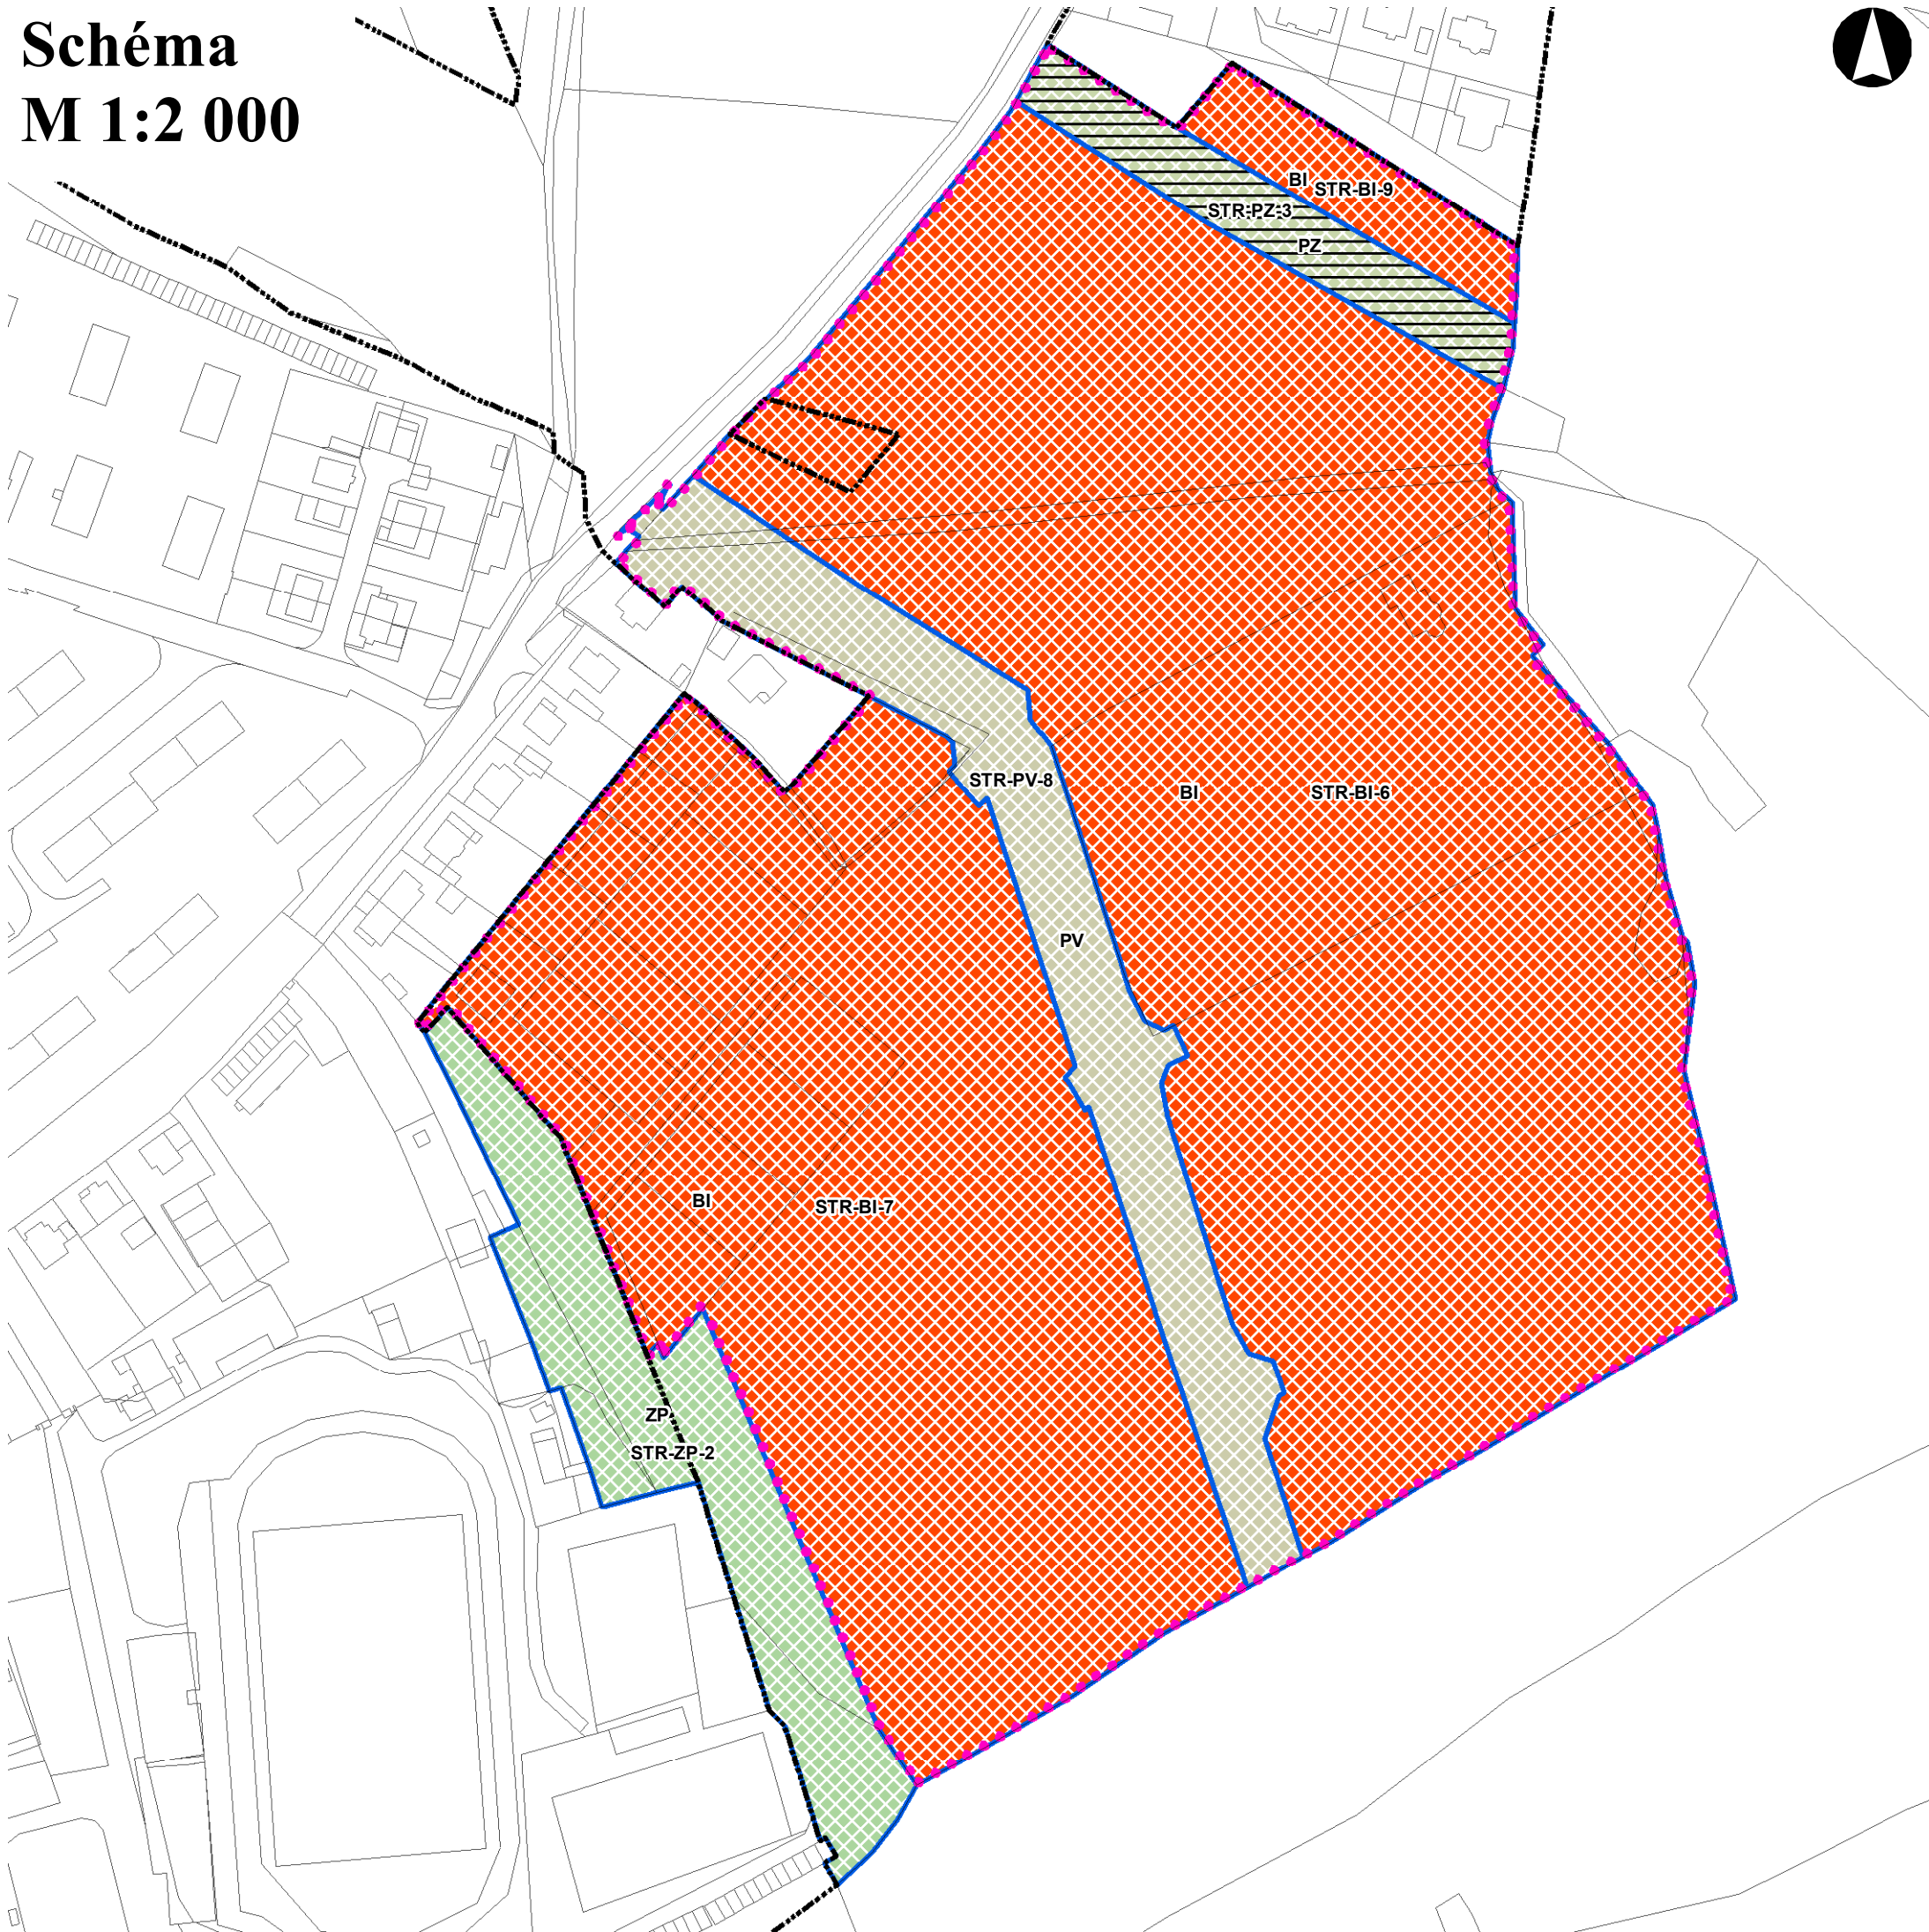 Schéma
M 1:2 000
BI
STR-BI-9
STR-PZ-3
PZ
STR-PV-8
BI
STR-BI-6
PV
BI
STR-BI-7
ZP
STR-ZP-2